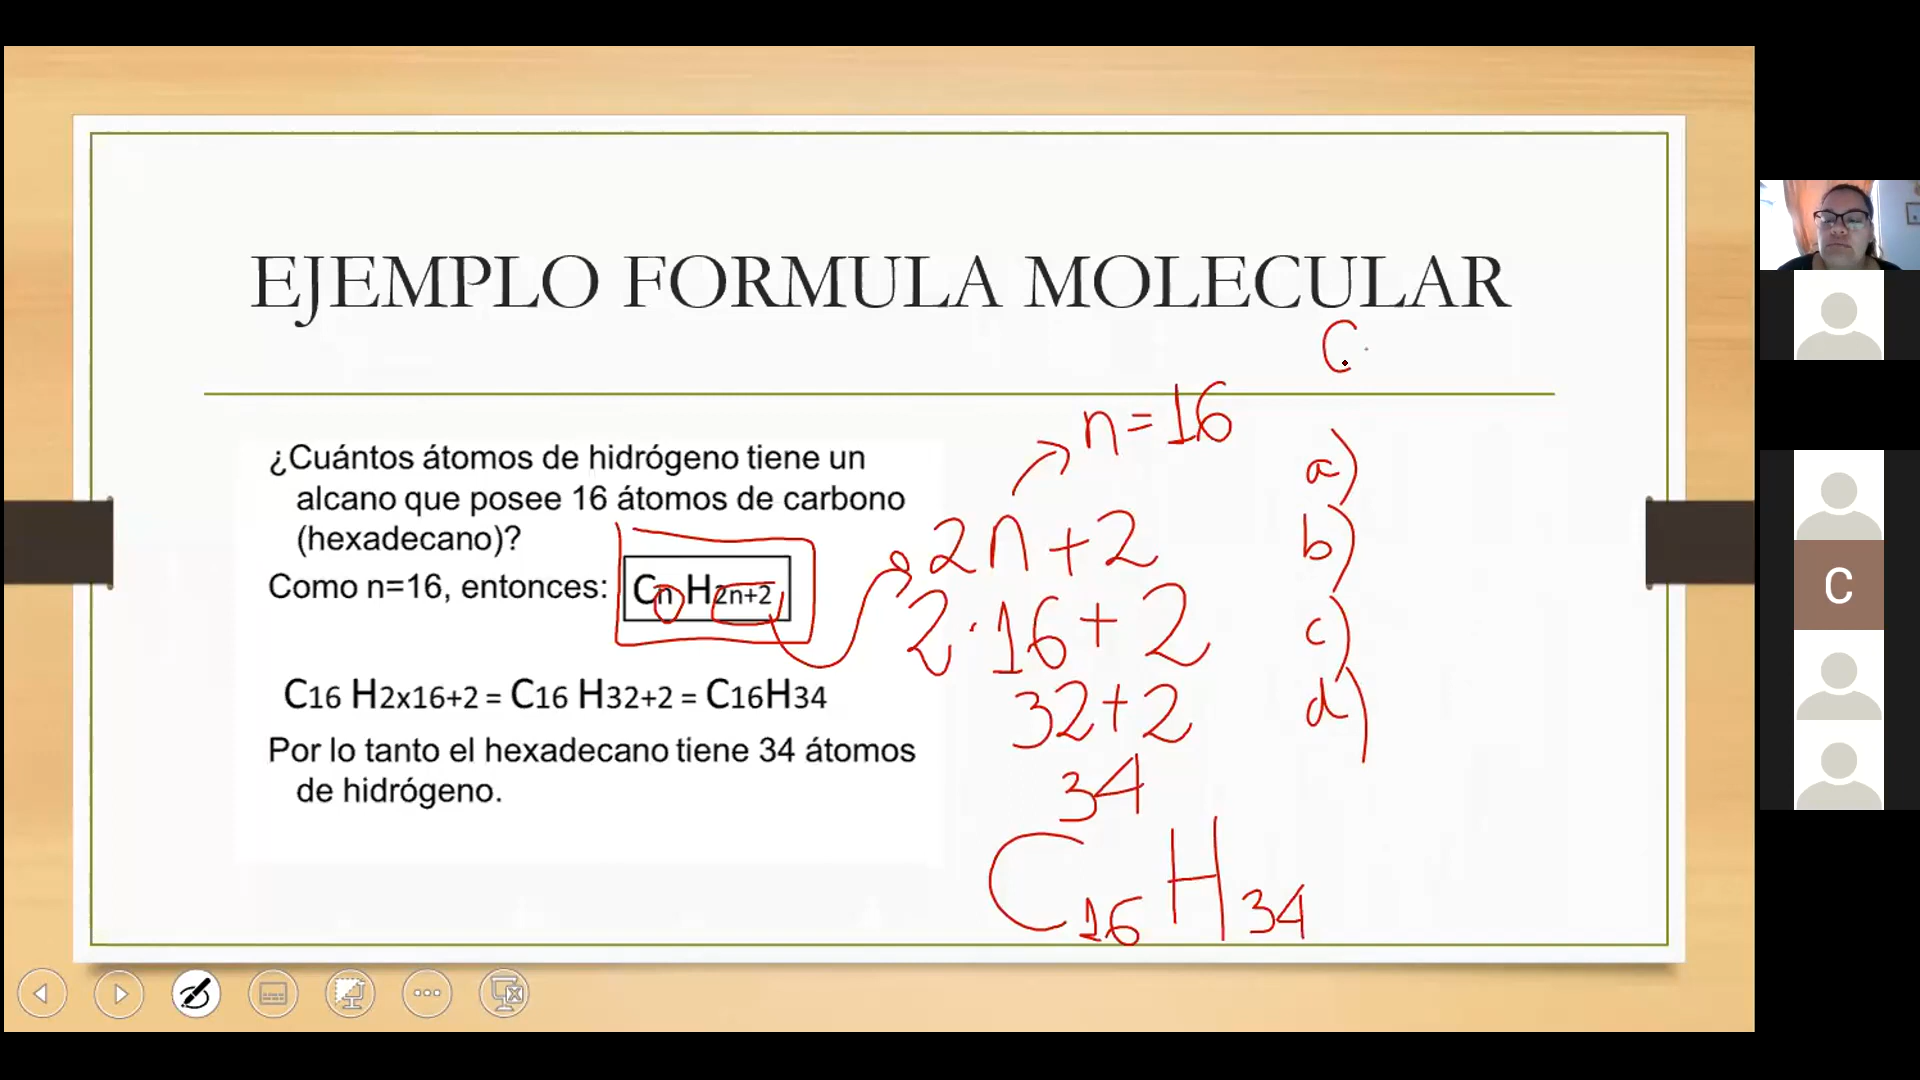 EJEMPLO FORMULA MOLECULAR
C
n=16
¿Cuántos átomos de hidrógeno tiene un
alcano que posee 16 átomos de carbono
(hexadecano)?
Como n=16, entonces: CnH2n+2
C16 H2x16+2 = C16 H32+2 = C16H34
Por lo tanto el hexadecano tiene 34 átomos
de hidrógeno.
2n+2
2·16+2
32+2
34
C16H34
a)
b)
c)
d)
C